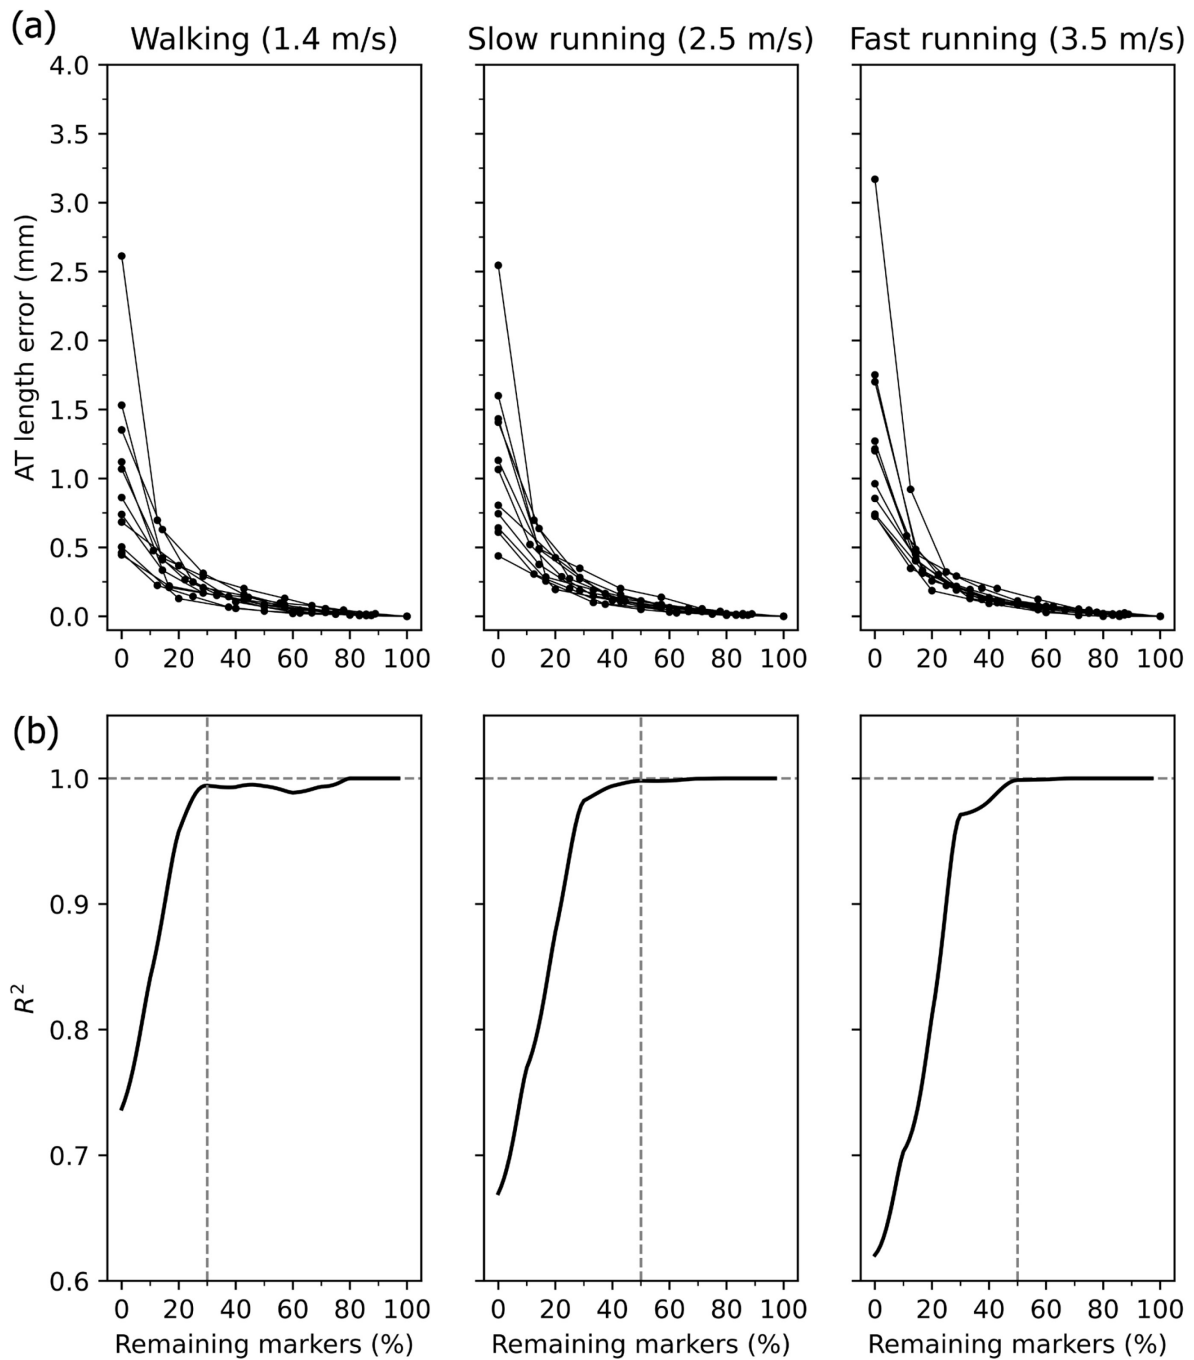 (a)
Walking (1.4 m/s) Slow running (2.5 m/s) Fast running (3.5 m/s)
AT length error (mm)
4.0
3.5
3.0
2.5
2.0
1.5
1.0
0.5
0.0
0 20 40 60 80 100 0 20 40 60 80 100 0 20 40 60 80 100
(b)
R²
1.0
0.9
0.8
0.7
0.6
0 20 40 60 80 100 0 20 40 60 80 100 0 20 40 60 80 100
Remaining markers (%) Remaining markers (%) Remaining markers (%)